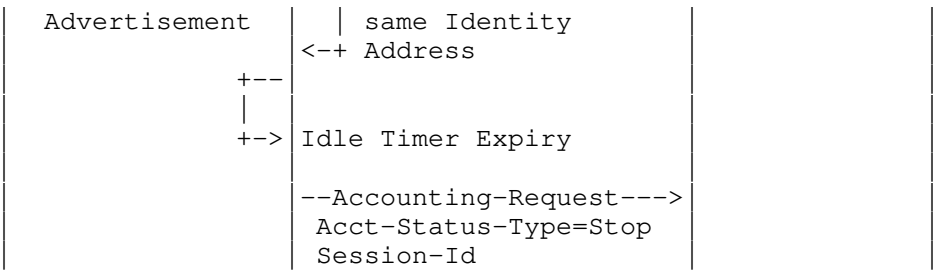 |  Advertisement   |  | same Identity       |               |
|                  |<-+ Address             |               |
|               +--|                        |               |
|               |  |                        |               |
|               +->|Idle Timer Expiry       |               |
|                  |                        |               |
|                  |--Accounting-Request--->|               |
|                  | Acct-Status-Type=Stop  |               |
|                  | Session-Id             |               |